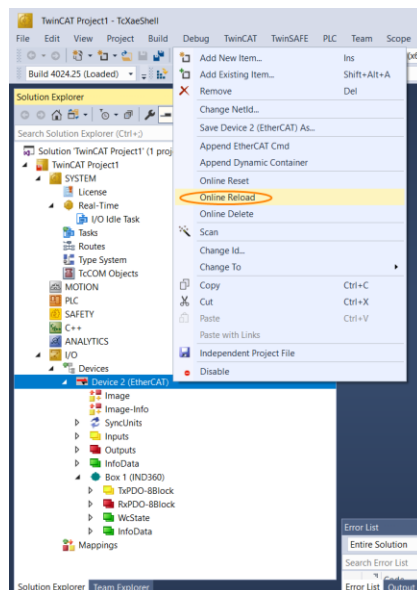 TwinCAT Project1 - TcXaeShell
File Edit View Project Build Debug TwinCAT TwinSAFE PLC Team Scope
Build 4024.25 (Loaded)
Solution Explorer
Search Solution Explorer (Ctrl+;)
Solution 'TwinCAT Project1' (1 proj
TwinCAT Project1
SYSTEM
License
Real-Time
I/O Idle Task
Tasks
Routes
Type System
TcCOM Objects
MOTION
PLC
SAFETY
C++
ANALYTICS
I/O
Devices
Device 2 (EtherCAT)
Image
Image-Info
SyncUnits
Inputs
Outputs
InfoData
Box 1 (IND360)
TxPDO-8Block
RxPDO-8Block
WcState
InfoData
Mappings
Solution Explorer Team Explorer
Add New Item... Ins
Add Existing Item... Shift+Alt+A
Remove Del
Change NetId...
Save Device 2 (EtherCAT) As...
Append EtherCAT Cmd
Append Dynamic Container
Online Reset
Online Reload
Online Delete
Scan
Change Id...
Change To
Copy Ctrl+C
Cut Ctrl+X
Paste Ctrl+V
Paste with Links
Independent Project File
Disable
Error List
Entire Solution
Search Error List
Error List Output